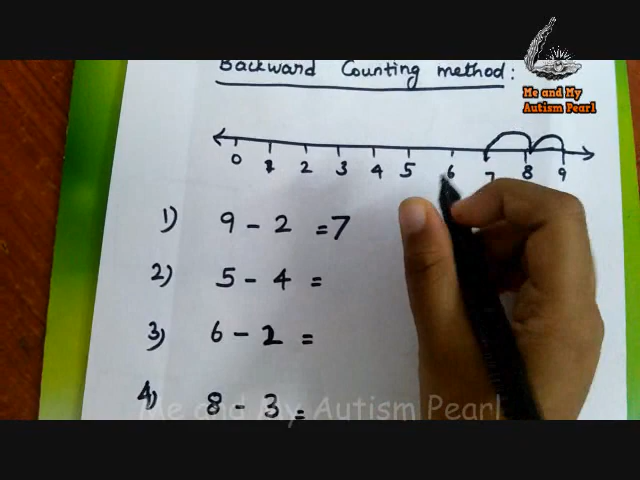 Backward Counting method:
Me and My
Autism Pearl
0 1 2 3 4 5 6 7 8 9
1) 9 - 2 = 7
2) 5 - 4 =
3) 6 - 2 =
4) 8 - 3 =
Me and My Autism Pearl